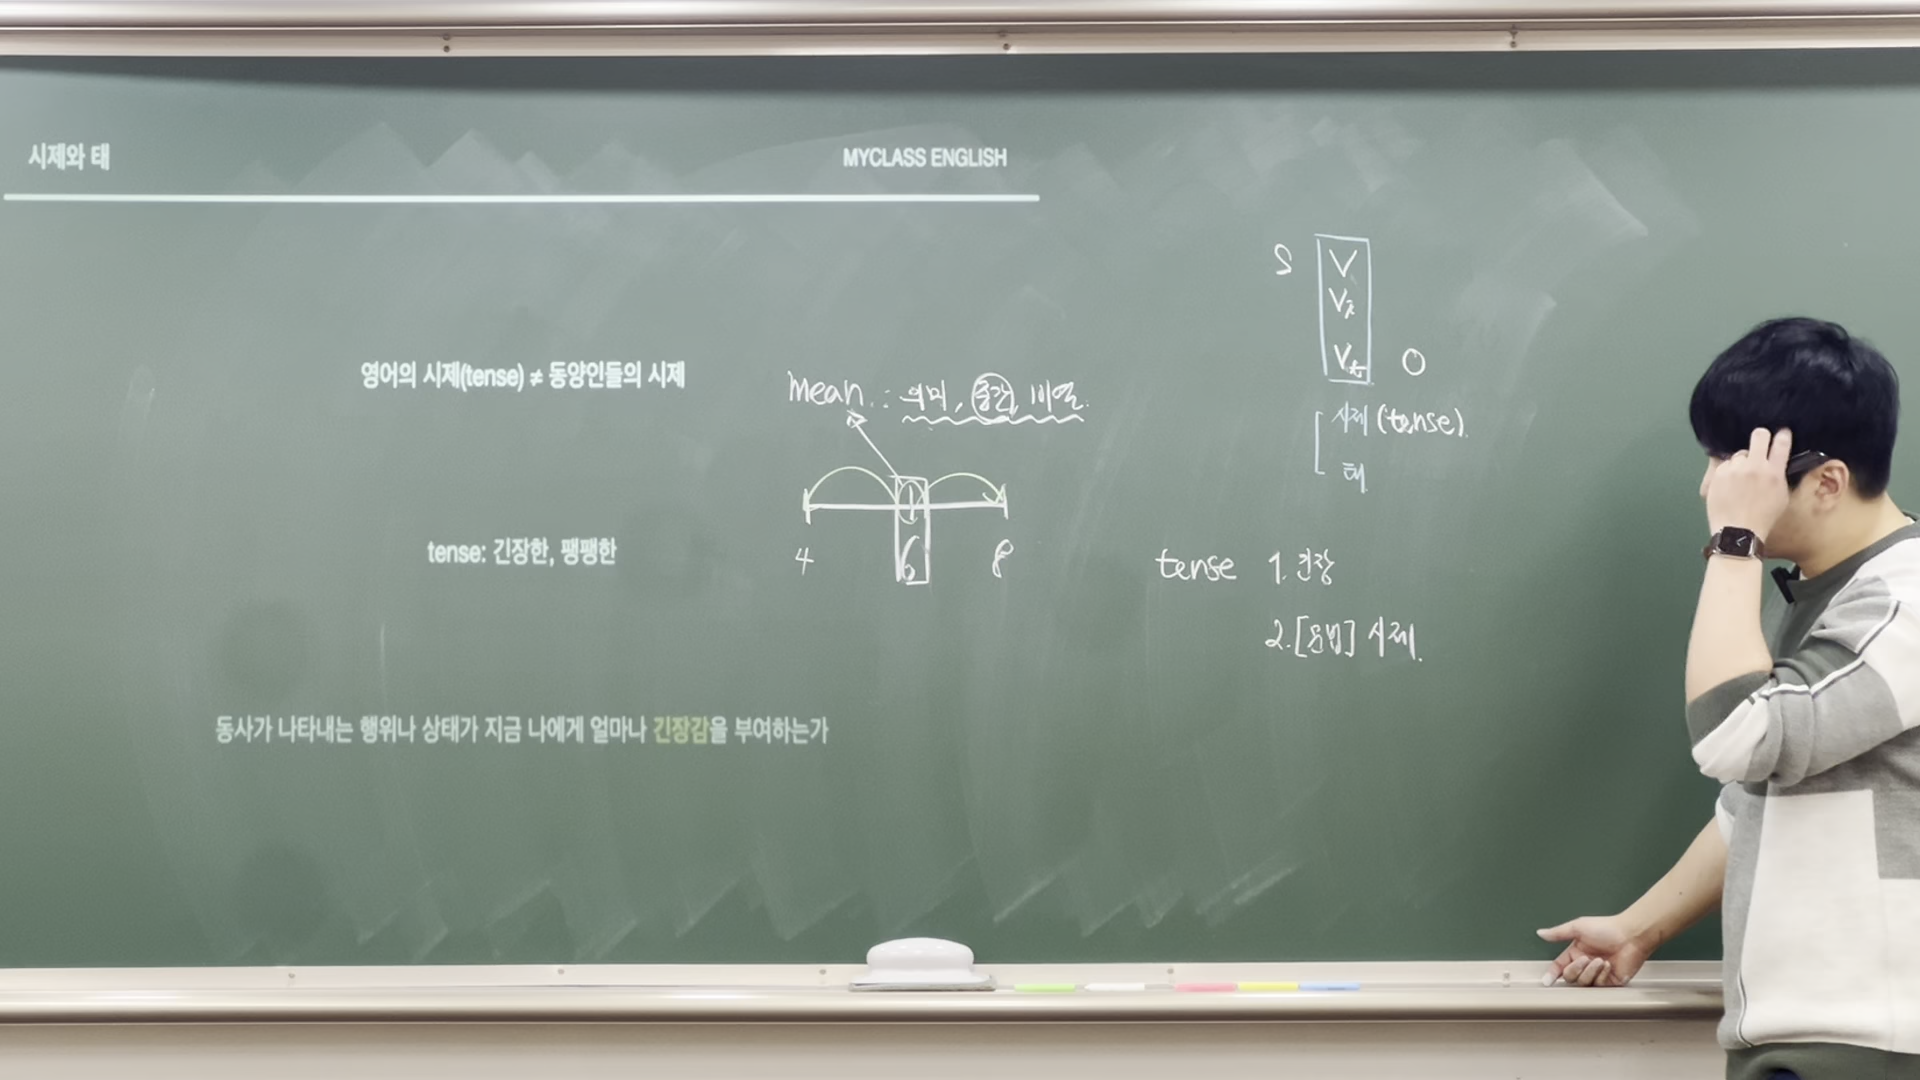 시제와 태
MYCLASS ENGLISH
영어의 시제(tense) ≠ 동양인들의 시제
tense: 긴장한, 팽팽한
동사가 나타내는 행위나 상태가 지금 나에게 얼마나 긴장감을 부여하는가
mean : 의미, 중간, 비열
4 6 8
S V
V
V O
시제 (tense).
태
tense 1. 긴장
2. [문법] 시제.